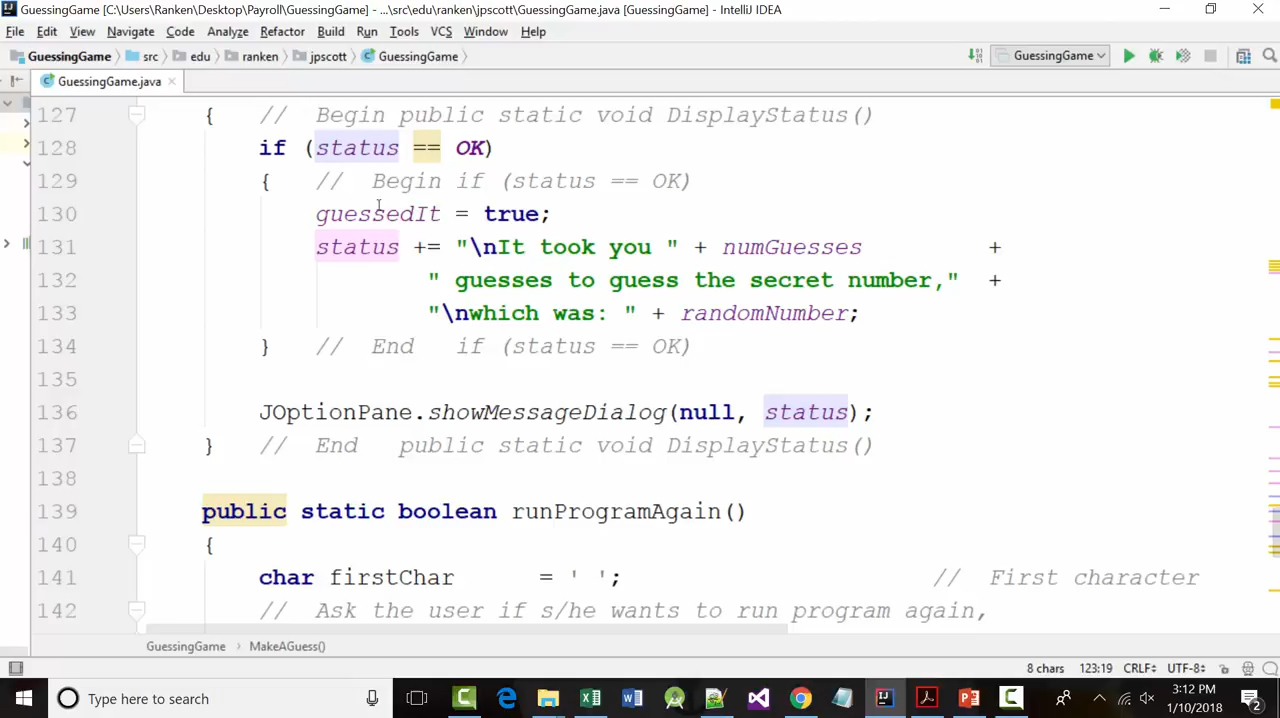 GuessingGame [C:\Users\Ranken\Desktop\Payroll\GuessingGame] - ...\src\edu\ranken\jpscott\GuessingGame.java [GuessingGame] - IntelliJ IDEA
File Edit View Navigate Code Analyze Refactor Build Run Tools VCS Window Help
GuessingGame src edu ranken jpscott GuessingGame GuessingGame
GuessingGame.java
127 { // Begin public static void DisplayStatus()
128 if (status == OK)
129 { // Begin if (status == OK)
130 guessedIt = true;
131 status += "\nIt took you " + numGuesses +
132 " guesses to guess the secret number," +
133 "\nwhich was: " + randomNumber;
134 } // End if (status == OK)
135
136 JOptionPane.showMessageDialog(null, status);
137 } // End public static void DisplayStatus()
138
139 public static boolean runProgramAgain()
140 {
141 char firstChar = ' '; // First character
142 // Ask the user if s/he wants to run program again,
GuessingGame MakeAGuess()
8 chars 123:19 CRLF UTF-8
Type here to search
3:12 PM
1/10/2018
2